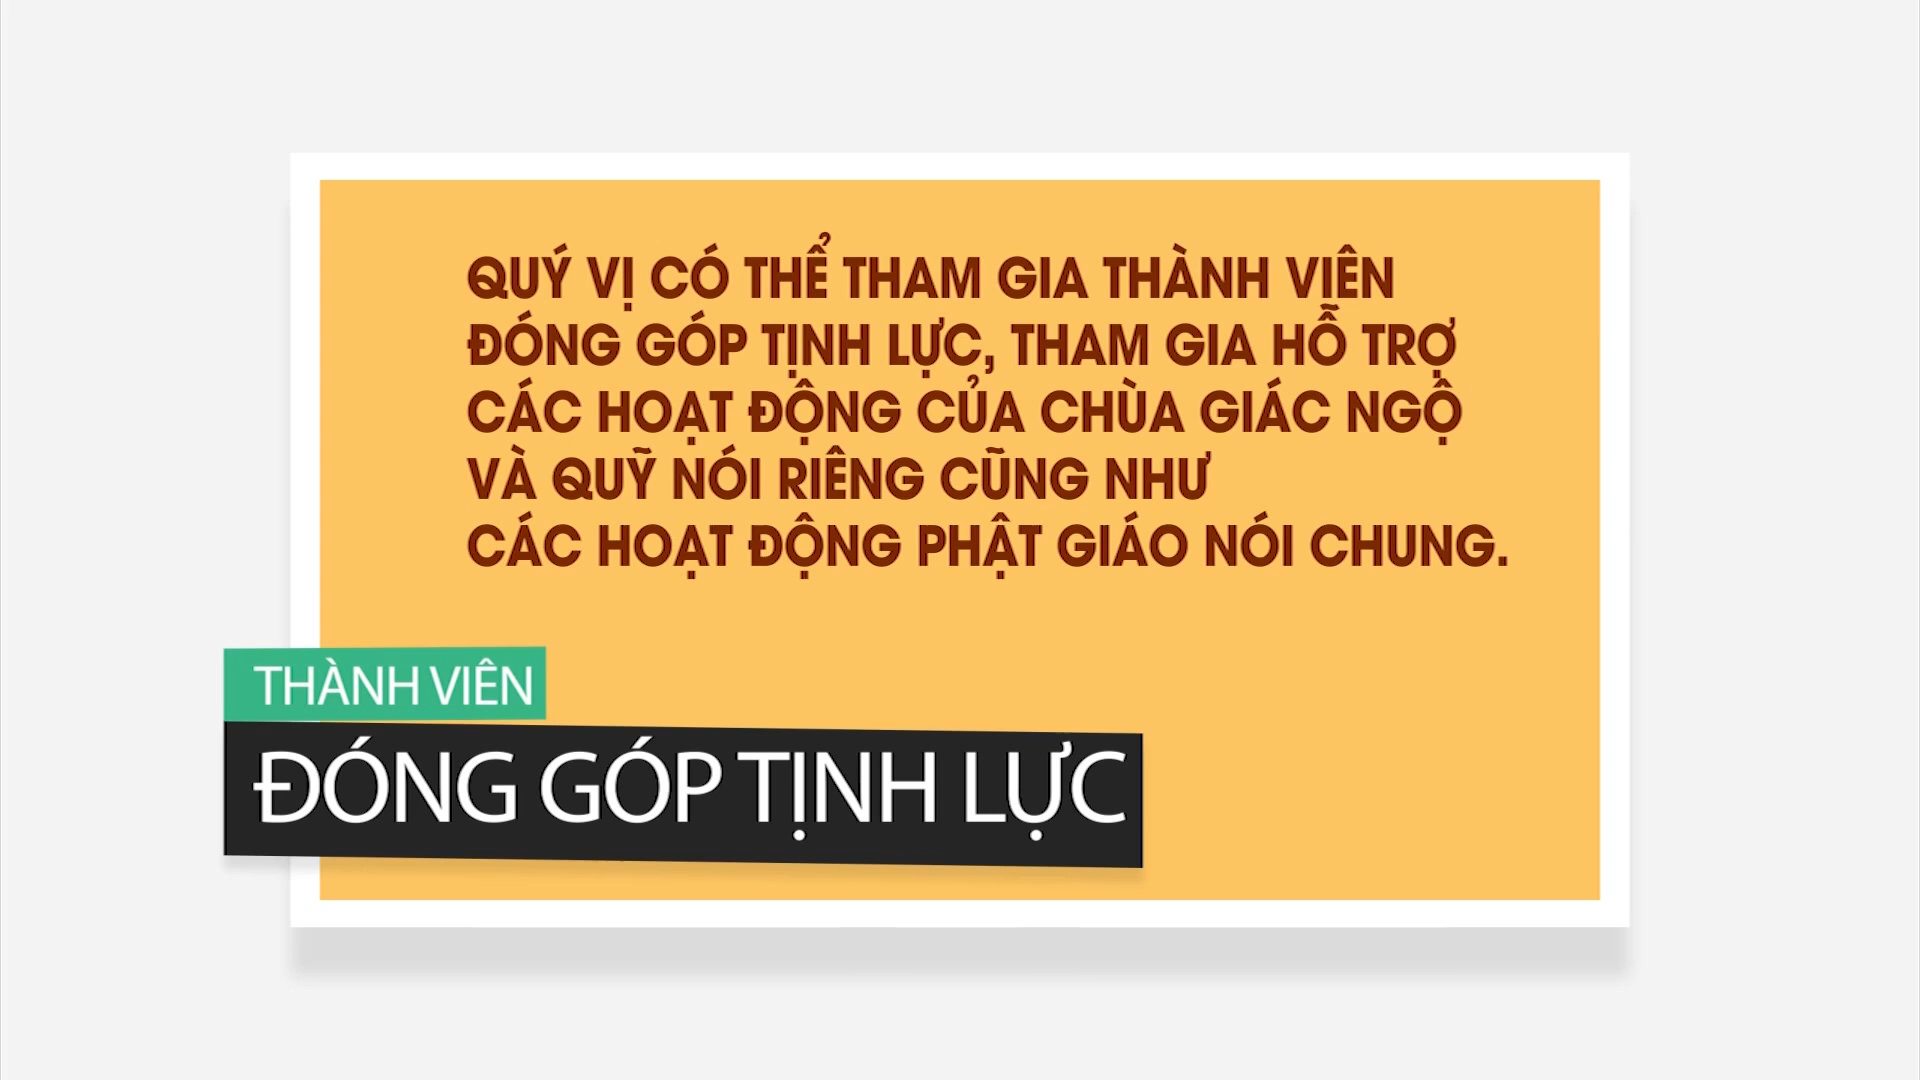 QUÝ VỊ CÓ THỂ THAM GIA THÀNH VIÊN
ĐÓNG GÓP TỊNH LỰC, THAM GIA HỖ TRỢ
CÁC HOẠT ĐỘNG CỦA CHÙA GIÁC NGỘ
VÀ QUỸ NÓI RIÊNG CŨNG NHƯ
CÁC HOẠT ĐỘNG PHẬT GIÁO NÓI CHUNG.
THÀNH VIÊN
ĐÓNG GÓP TỊNH LỰC